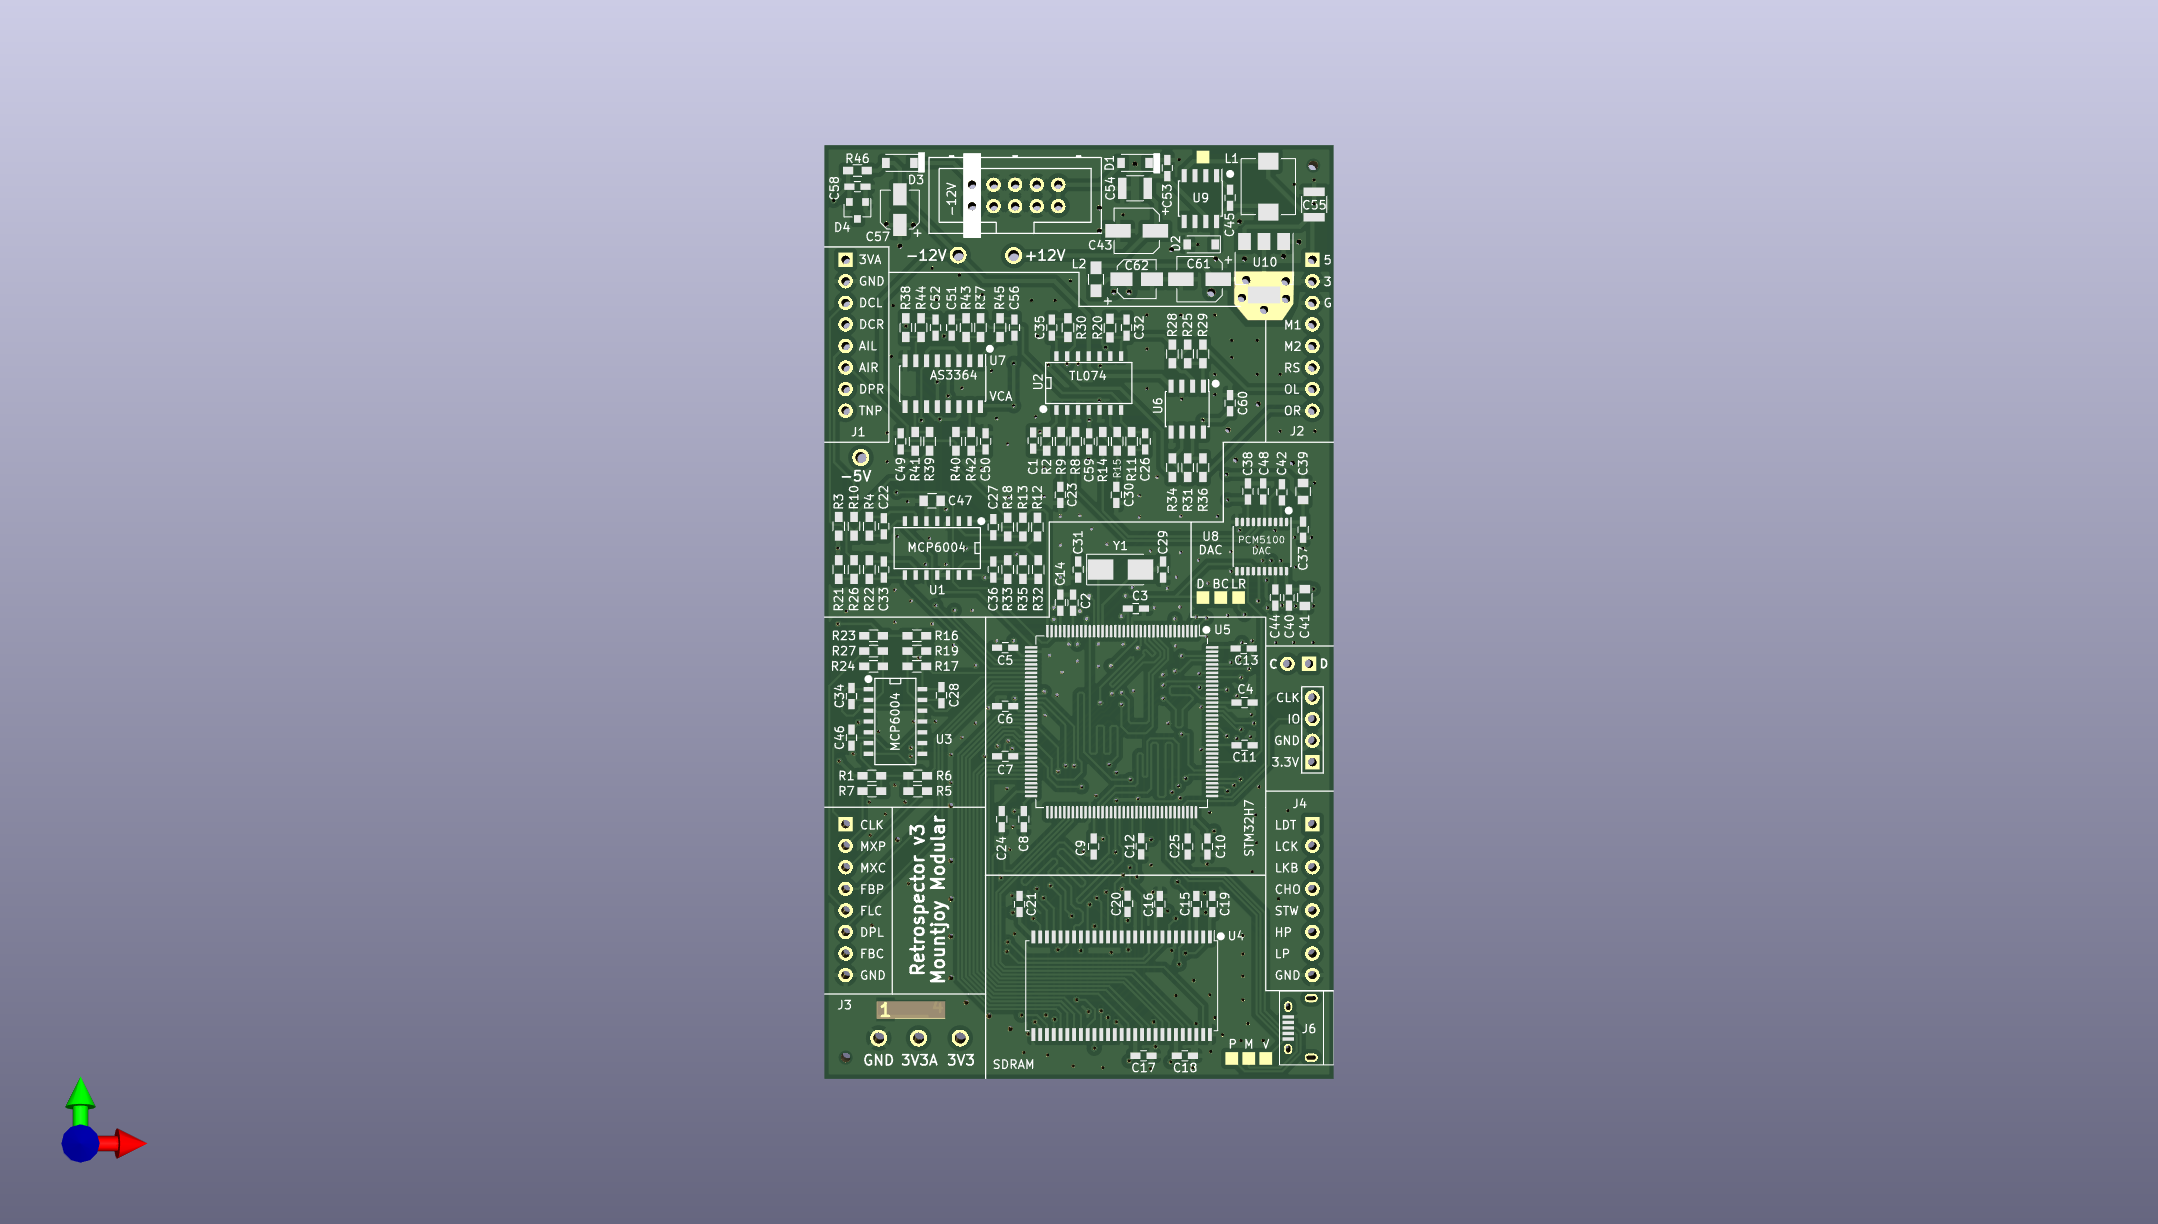 R46
D3
C58
D4
C57
+
-12V
D1
C54
+C53
U9
L1
C45
C55
C43
D2
-12V
+12V
L2
C62
C61
+
U10
+
3VA
GND
DCL
DCR
AIL
AIR
DPR
TNP
J1
5
3
G
M1
M2
RS
OL
OR
J2
R38
R44
C52
C51
R43
R37
R45
C56
C35
R30
R20
C32
R28
R25
R29
U7
AS3364
VCA
U2
TL074
U6
C60
-5V
C49
R41
R39
R40
R42
C50
C1
R2
R9
R8
C59
R14
R15
R11
C26
R34
R31
R36
C38
C48
C42
C39
R3
R10
R4
C22
C47
C27
R18
R13
R12
C23
C30
MCP6004
U1
C31
Y1
C29
U8
DAC
PCM5100
DAC
C37
R21
R26
R22
C33
C36
R33
R35
R32
C14
C2
C3
D BC LR
C44
C40
C41
R23
R16
R27
R19
R24
R17
C34
C28
MCP6004
C46
U3
R1
R6
R7
R5
U5
C5
C13
C6
C4
C7
C11
C D
CLK
IO
GND
3.3V
STM32H7
C24
C8
C9
C12
C25
C10
J4
LDT
LCK
LKB
CHO
STW
HP
LP
GND
CLK
MXP
MXC
FBP
FLC
DPL
FBC
GND
Retrospector v3
Mountjoy Modular
C21
C20
C16
C15
C19
U4
J3
1
GND 3V3A 3V3
SDRAM
C17
C18
P M V
J6